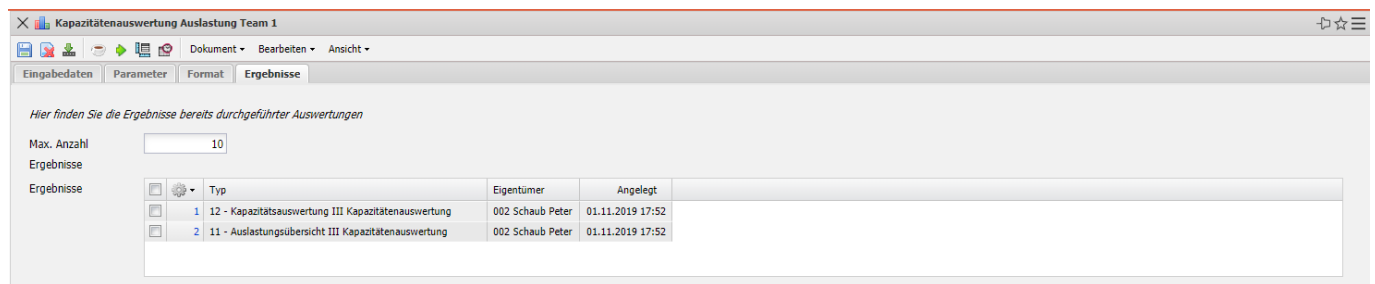 Kapazitätenauswertung Auslastung Team 1
Dokument Bearbeiten Ansicht
Eingabedaten Parameter Format Ergebnisse
Hier finden Sie die Ergebnisse bereits durchgeführter Auswertungen
Max. Anzahl 10
Ergebnisse
Ergebnisse Typ Eigentümer Angelegt
1 12 - Kapazitätsauswertung III Kapazitätenauswertung 002 Schaub Peter 01.11.2019 17:52
2 11 - Auslastungsübersicht III Kapazitätenauswertung 002 Schaub Peter 01.11.2019 17:52